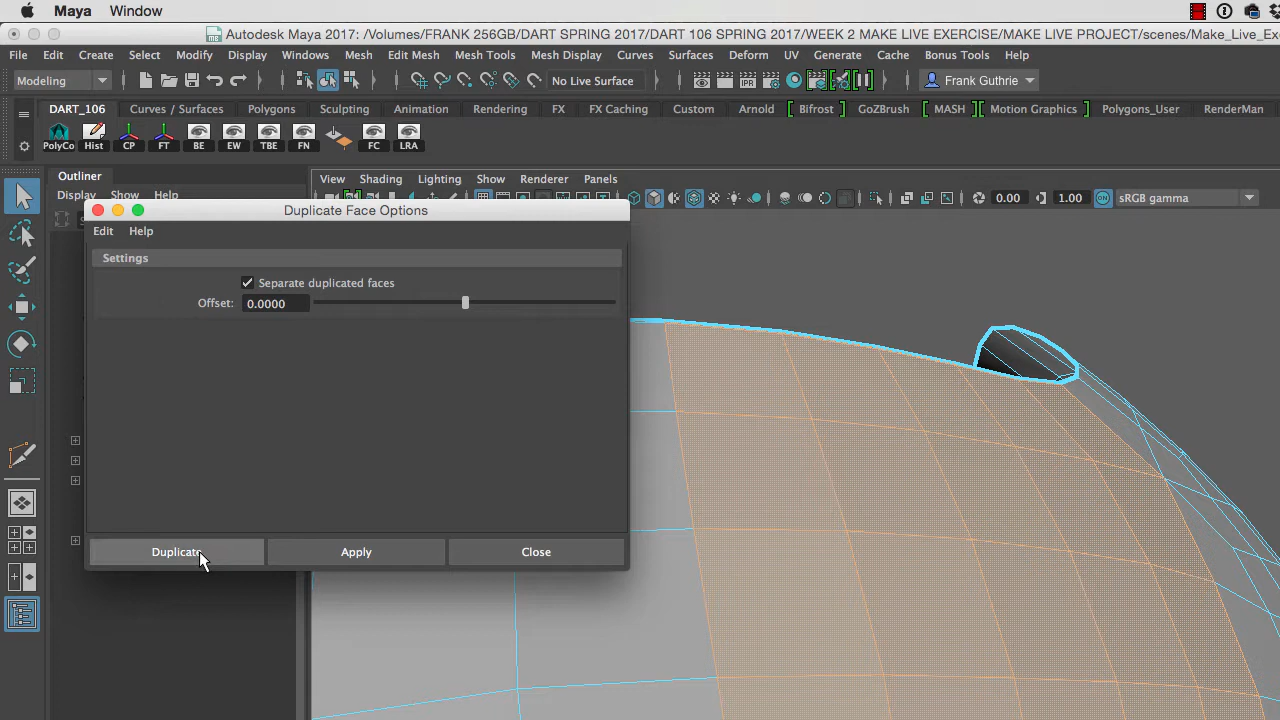 Maya Window
Autodesk Maya 2017: /Volumes/FRANK 256GB/DART SPRING 2017/DART 106 SPRING 2017/WEEK 2 MAKE LIVE EXERCISE/MAKE LIVE PROJECT/scenes/Make_Live_Exe
File Edit Create Select Modify Display Windows Mesh Edit Mesh Mesh Tools Mesh Display Curves Surfaces Deform UV Generate Cache Bonus Tools Help
Modeling No Live Surface IPR Frank Guthrie
DART_106 Curves / Surfaces Polygons Sculpting Animation Rendering FX FX Caching Custom Arnold Bifrost GoZBrush MASH Motion Graphics Polygons_User RenderMan
PolyCo Hist CP FT BE EW TBE FN FC LRA
Outliner View Shading Lighting Show Renderer Panels
Display Show Help
0.00 1.00 ON sRGB gamma
Duplicate Face Options
Edit Help
Settings
Separate duplicated faces
Offset: 0.0000
Duplicate Apply Close